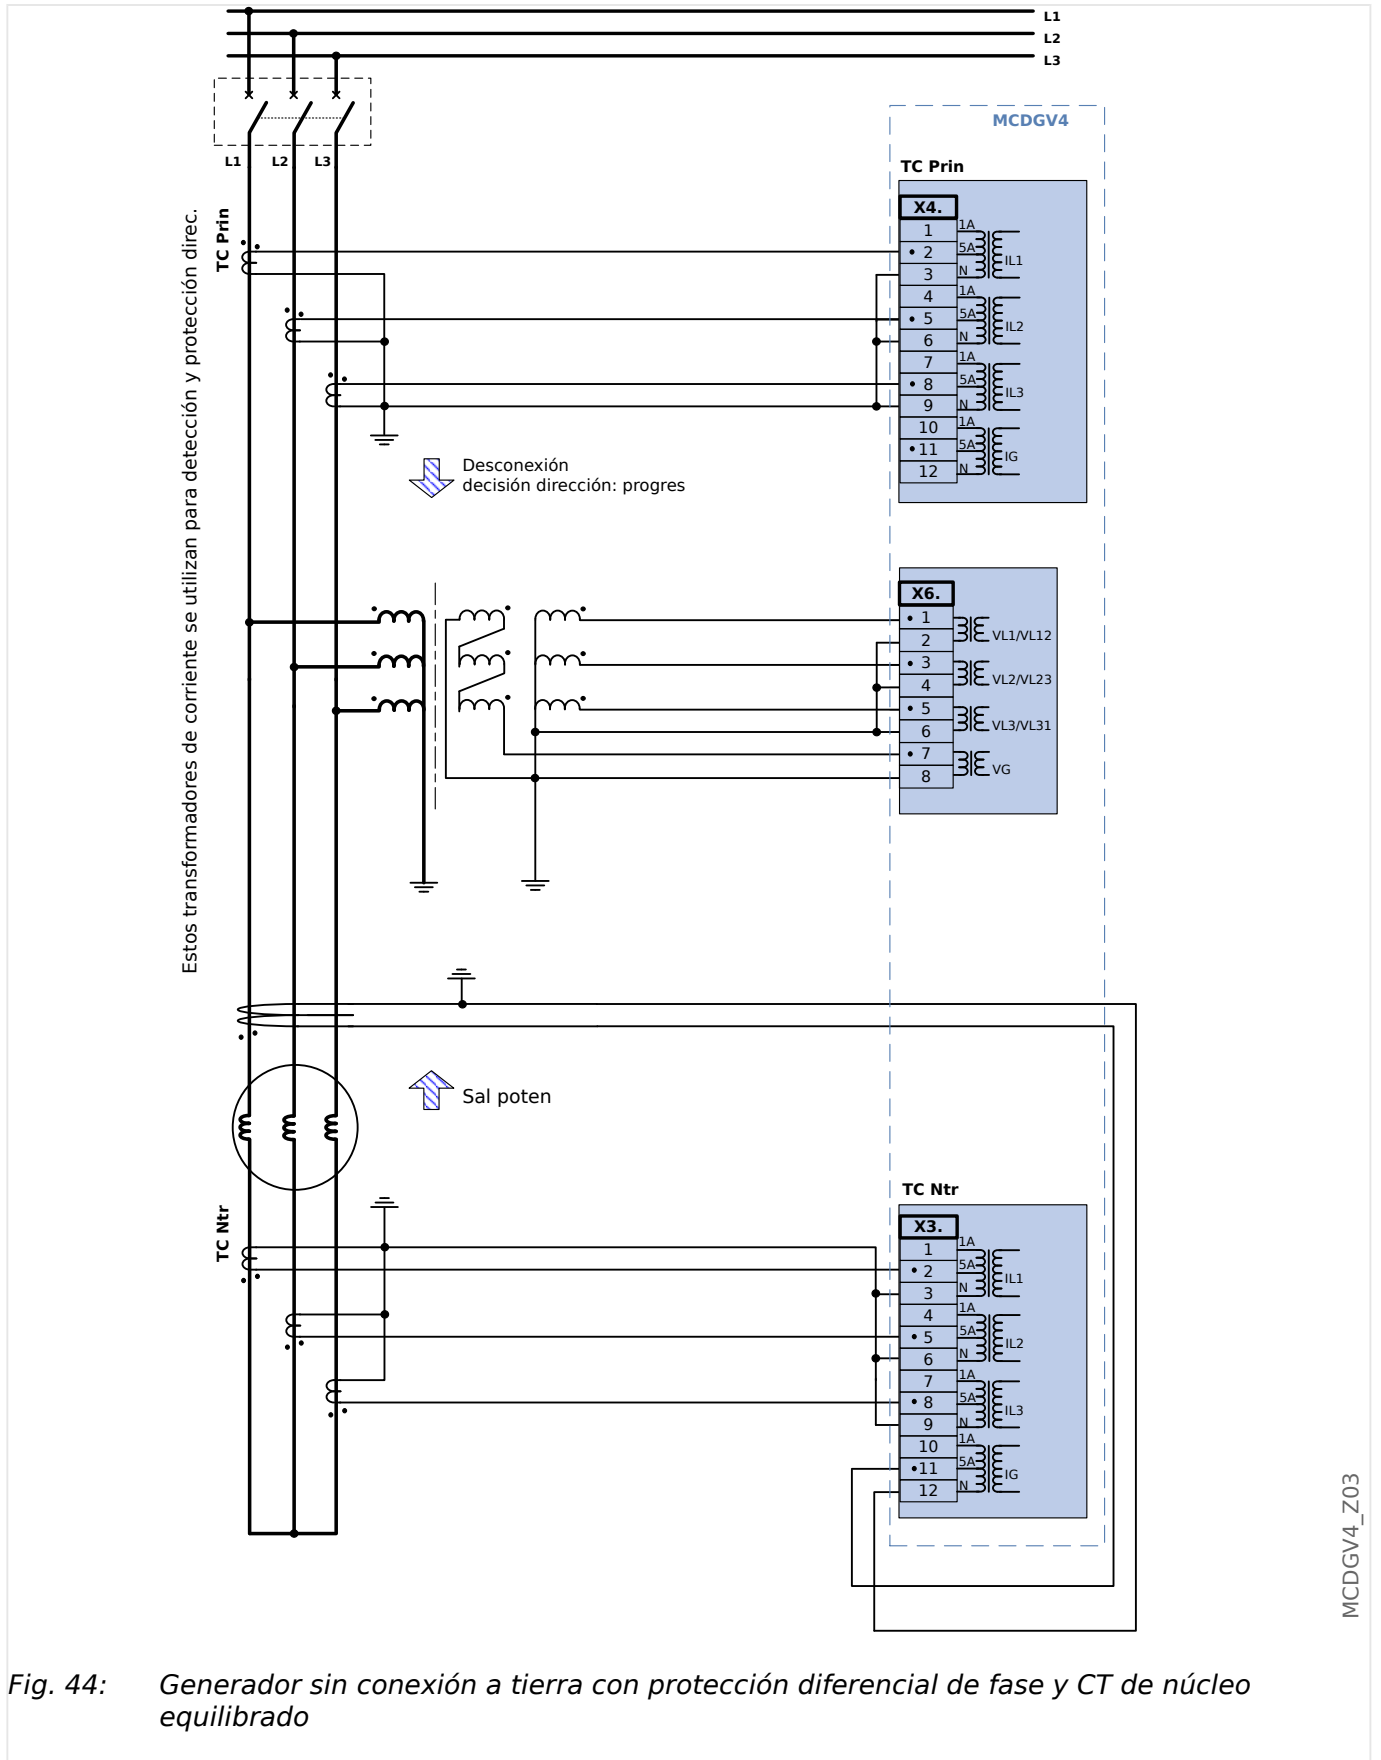 L1
L2
L3
L1 L2 L3
Estos transformadores de corriente se utilizan para detección y protección direc.
TC Prin
MCDGV4
TC Prin
X4.
1 1A
2 5A IL1
3 N
4 1A
5 5A IL2
6 N
7 1A
8 5A IL3
9 N
10 1A
11 5A IG
12 N
Desconexión
decisión dirección: progres
X6.
1
2 VL1/VL12
3
4 VL2/VL23
5
6 VL3/VL31
7
8 VG
Sal poten
TC Ntr
TC Ntr
X3.
1 1A
2 5A IL1
3 N
4 1A
5 5A IL2
6 N
7 1A
8 5A IL3
9 N
10 1A
11 5A IG
12 N
MCDGV4_Z03
Fig. 44: Generador sin conexión a tierra con protección diferencial de fase y CT de núcleo
equilibrado